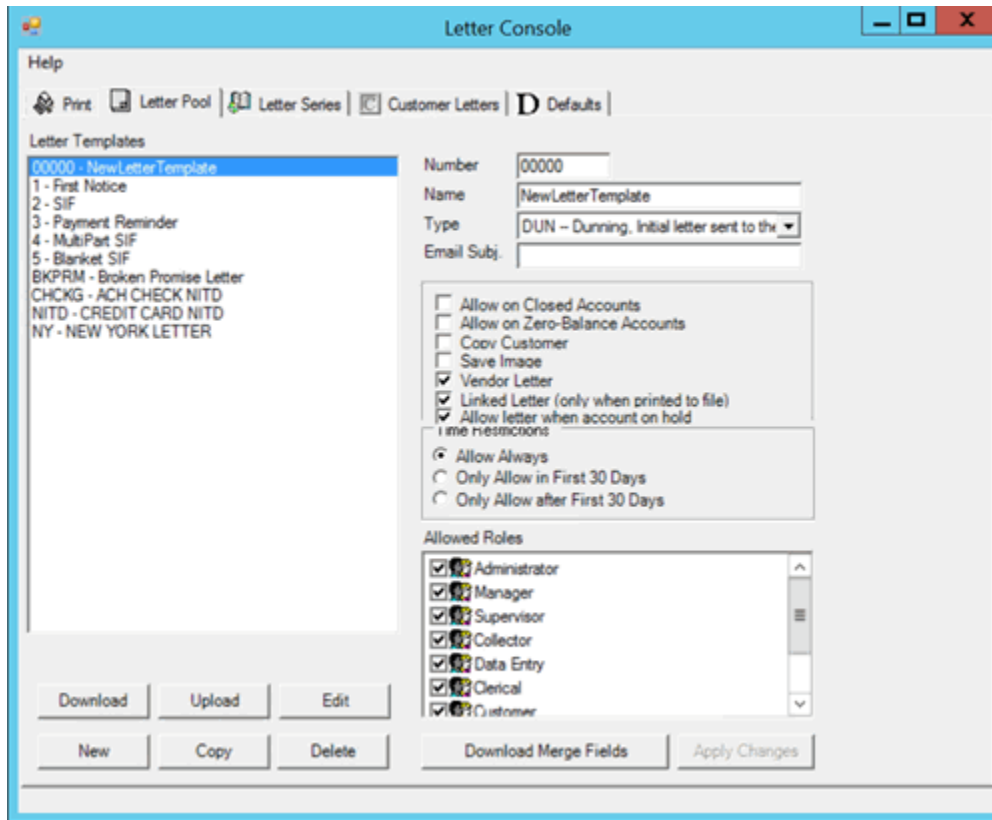 Letter Console
Help
Print Letter Pool Letter Series Customer Letters D Defaults
Letter Templates
00000 - NewLetterTemplate
1 - First Notice
2 - SIF
3 - Payment Reminder
4 - MultiPart SIF
5 - Blanket SIF
BKPRM - Broken Promise Letter
CHCKG - ACH CHECK NITD
NITD - CREDIT CARD NITD
NY - NEW YORK LETTER
Number 00000
Name NewLetterTemplate
Type DUN -- Dunning, Initial letter sent to the
Email Subj.
Allow on Closed Accounts
Allow on Zero-Balance Accounts
Copy Customer
Save Image
Vendor Letter
Linked Letter (only when printed to file)
Allow letter when account on hold
Time Restrictions
Allow Always
Only Allow in First 30 Days
Only Allow after First 30 Days
Allowed Roles
Administrator
Manager
Supervisor
Collector
Data Entry
Clerical
Customer
Download Upload Edit
New Copy Delete
Download Merge Fields Apply Changes